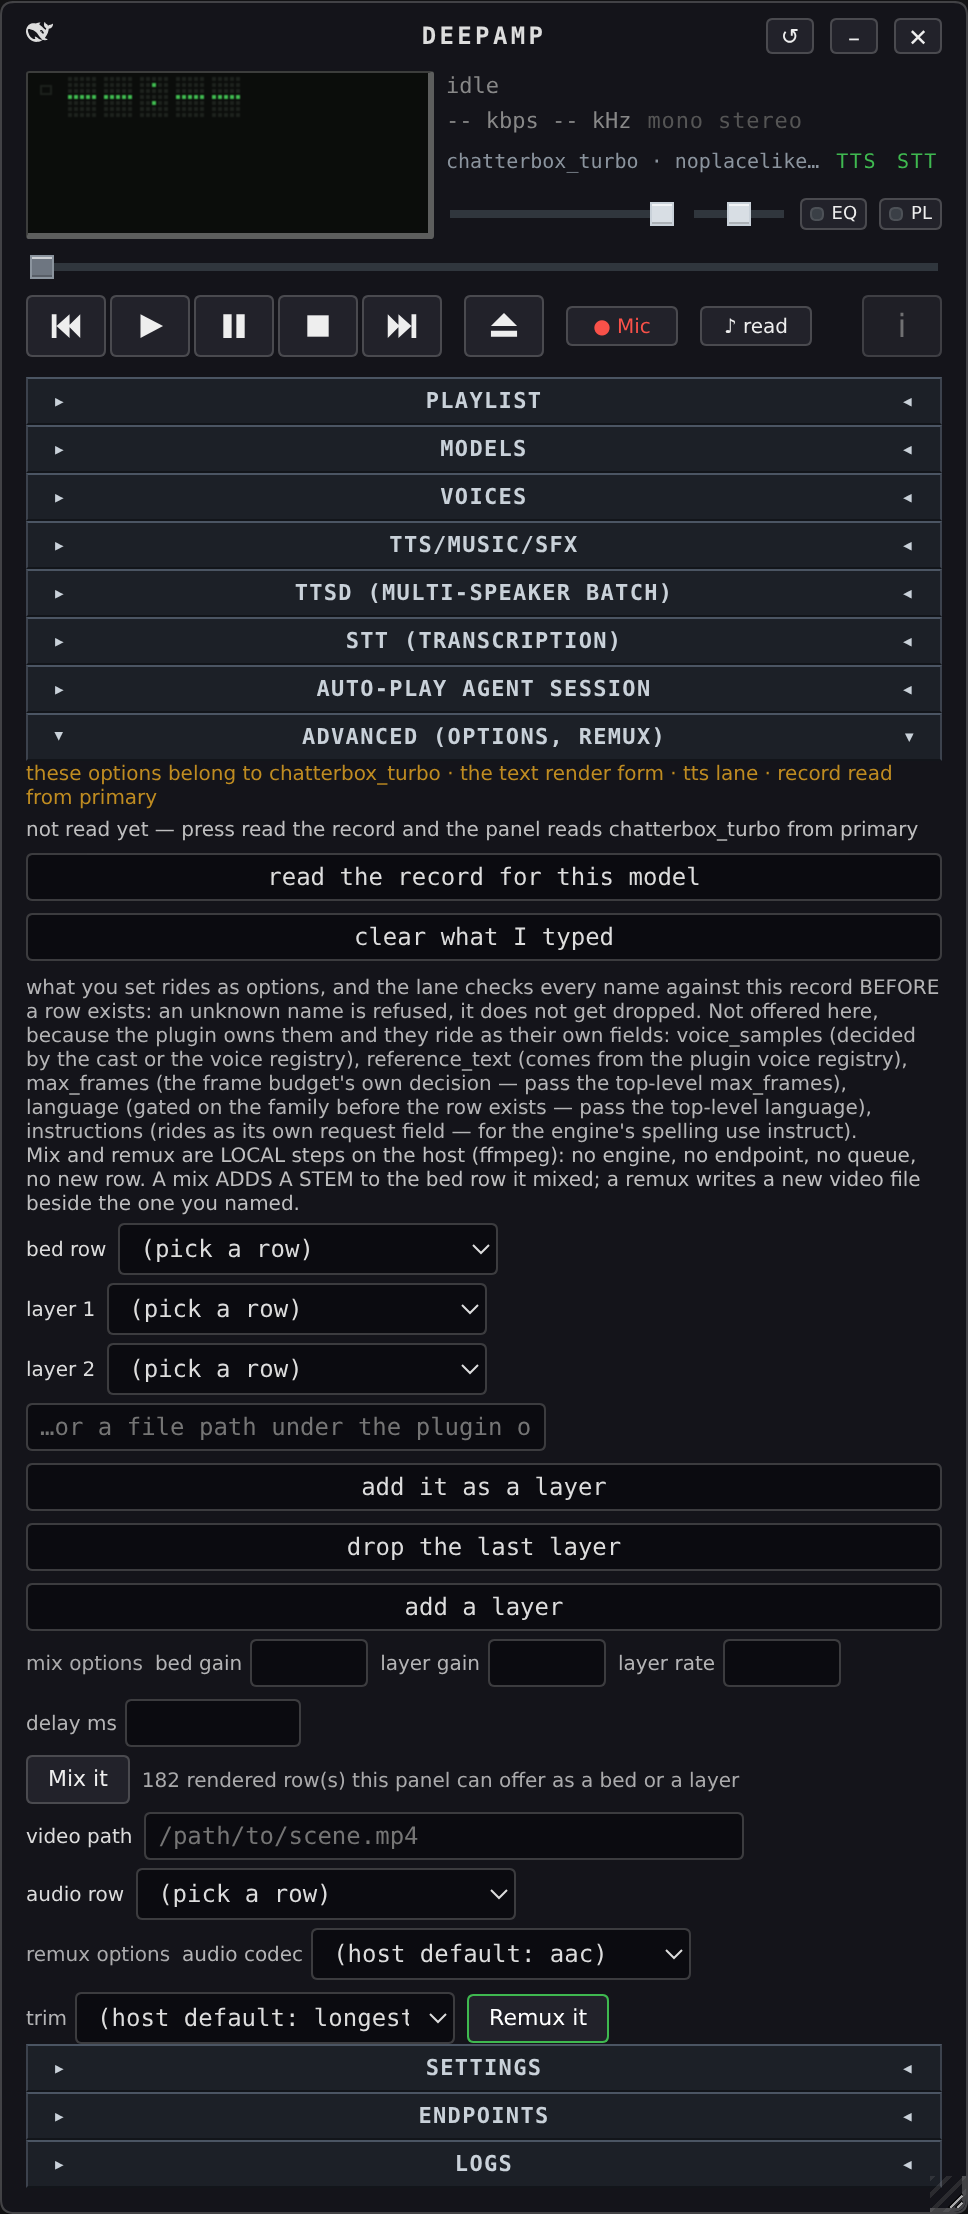 DEEPAMP
idle
-- kbps -- kHz mono stereo
chatterbox_turbo · noplacelike… TTS STT
EQ PL
Mic
♪ read
i
PLAYLIST
MODELS
VOICES
TTS/MUSIC/SFX
TTSD (MULTI-SPEAKER BATCH)
STT (TRANSCRIPTION)
AUTO-PLAY AGENT SESSION
ADVANCED (OPTIONS, REMUX)
these options belong to chatterbox_turbo · the text render form · tts lane · record read
from primary
not read yet — press read the record and the panel reads chatterbox_turbo from primary
read the record for this model
clear what I typed
what you set rides as options, and the lane checks every name against this record BEFORE
a row exists: an unknown name is refused, it does not get dropped. Not offered here,
because the plugin owns them and they ride as their own fields: voice_samples (decided
by the cast or the voice registry), reference_text (comes from the plugin voice registry),
max_frames (the frame budget's own decision — pass the top-level max_frames),
language (gated on the family before the row exists — pass the top-level language),
instructions (rides as its own request field — for the engine's spelling use instruct).
Mix and remux are LOCAL steps on the host (ffmpeg): no engine, no endpoint, no queue,
no new row. A mix ADDS A STEM to the bed row it mixed; a remux writes a new video file
beside the one you named.
bed row (pick a row)
layer 1 (pick a row)
layer 2 (pick a row)
…or a file path under the plugin o
add it as a layer
drop the last layer
add a layer
mix options bed gain layer gain layer rate
delay ms
Mix it 182 rendered row(s) this panel can offer as a bed or a layer
video path /path/to/scene.mp4
audio row (pick a row)
remux options audio codec (host default: aac)
trim (host default: longest Remux it
SETTINGS
ENDPOINTS
LOGS